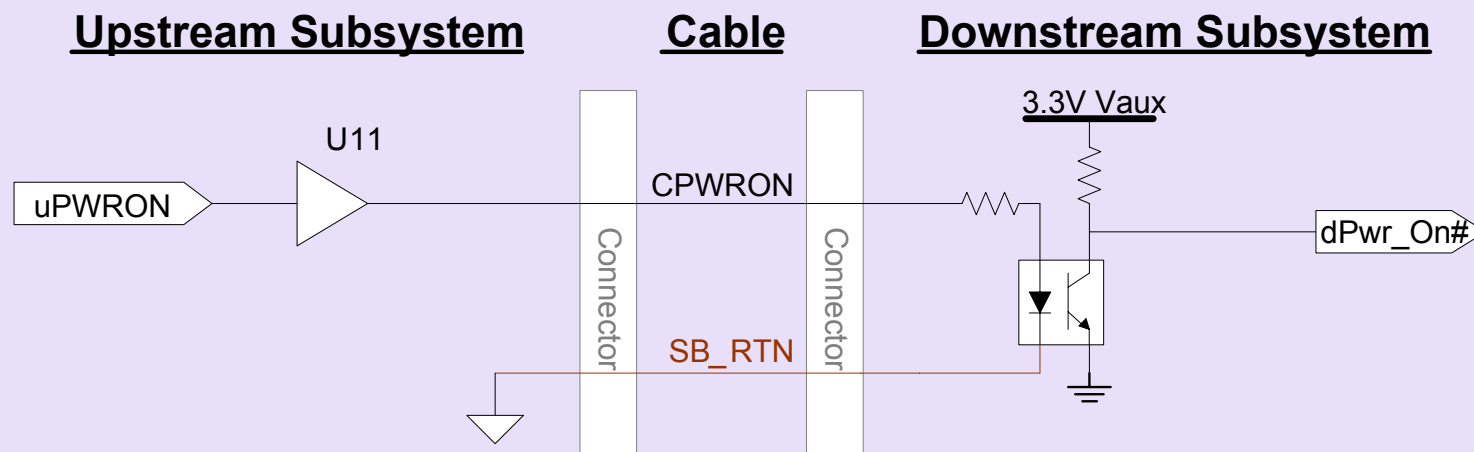 Upstream Subsystem Cable Downstream Subsystem
3.3V Vaux
U11
uPWRON
CPWRON
dPwr_On#
Connector
Connector
SB_RTN